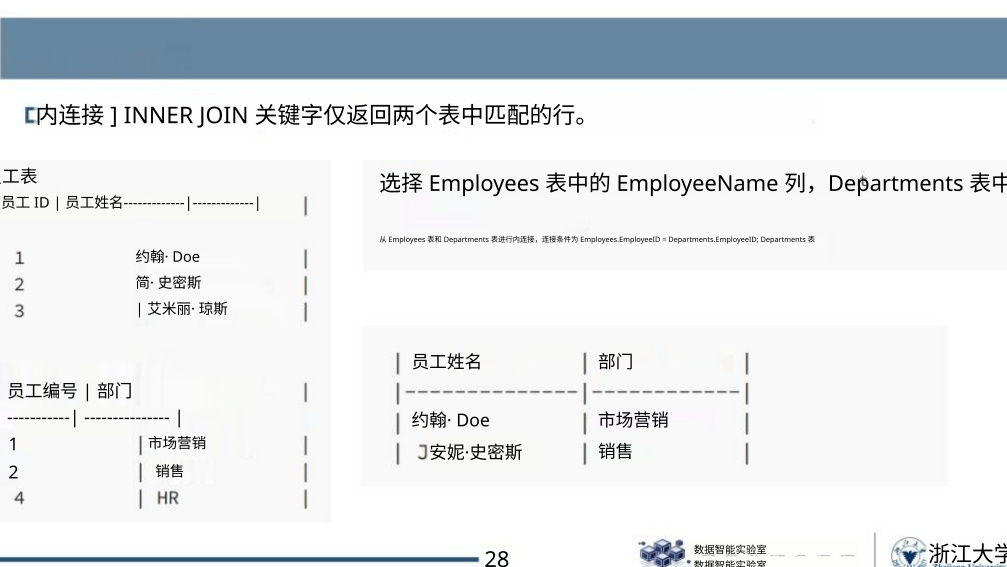 [内连接 ] INNER JOIN 关键字仅返回两个表中匹配的行。
工表
员工 ID | 员工姓名-------------|-------------| |
1 约翰· Doe |
2 简· 史密斯 |
3 | 艾米丽· 琼斯 |
员工编号 | 部门 |
-----------| --------------- |
1 | 市场营销 |
2 | 销售 |
4 | HR |
选择 Employees 表中的 EmployeeName 列，Departments 表中
从 Employees 表和 Departments 表进行内连接，连接条件为 Employees.EmployeeID = Departments.EmployeeID; Departments 表
| 员工姓名 | 部门 |
|---------------|-------------|
| 约翰· Doe | 市场营销 |
| J安妮·史密斯 | 销售 |
28
数据智能实验室
数据智能实验室
浙江大学